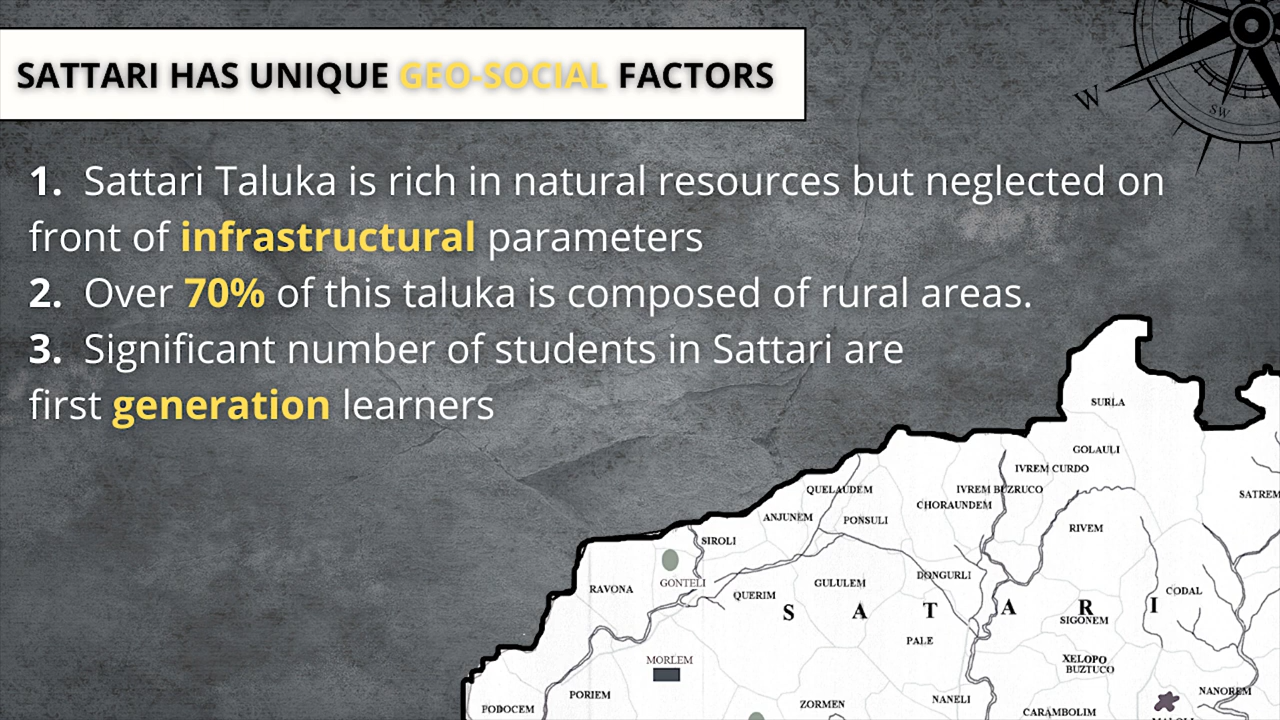 SATTARI HAS UNIQUE GEO-SOCIAL FACTORS
W
SW
1. Sattari Taluka is rich in natural resources but neglected on
front of infrastructural parameters
2. Over 70% of this taluka is composed of rural areas.
3. Significant number of students in Sattari are
first generation learners
SURLA
GOLAULI
IVREM CURDO
QUELAUDEM
IVREM BUZRUCO
SATREM
CHORAUNDEM
ANJUNEM
PONSULI
RIVEM
SIROLI
GONTELI
GULULEM
DONGURLI
RAVONA
QUERIM
CODAL
S A T A R I
SIGONEM
PALE
MORLEM
XELOPO
BUZTUCO
PORIEM
NANELI
NANOREM
ZORMEN
PODOCEM
CARAMBOLIM